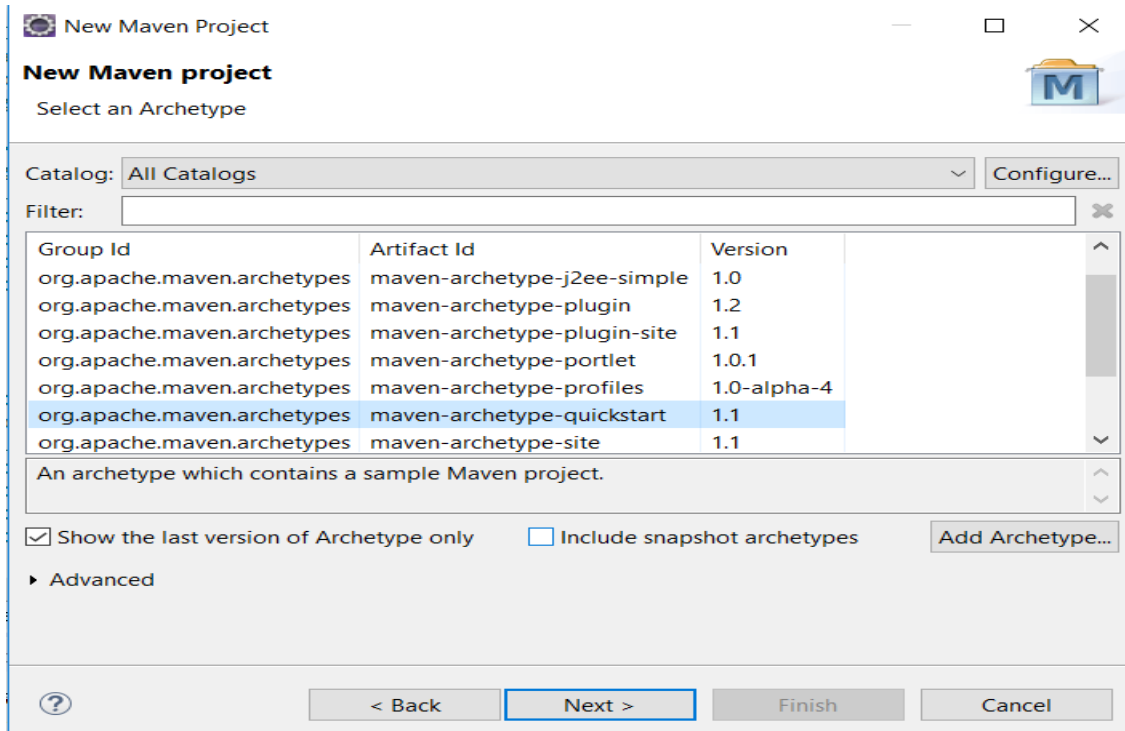 New Maven Project
New Maven project
Select an Archetype
M
Catalog: All Catalogs Configure...
Filter:
Group Id Artifact Id Version
org.apache.maven.archetypes maven-archetype-j2ee-simple 1.0
org.apache.maven.archetypes maven-archetype-plugin 1.2
org.apache.maven.archetypes maven-archetype-plugin-site 1.1
org.apache.maven.archetypes maven-archetype-portlet 1.0.1
org.apache.maven.archetypes maven-archetype-profiles 1.0-alpha-4
org.apache.maven.archetypes maven-archetype-quickstart 1.1
org.apache.maven.archetypes maven-archetype-site 1.1
An archetype which contains a sample Maven project.
Show the last version of Archetype only Include snapshot archetypes Add Archetype...
Advanced
? < Back Next > Finish Cancel